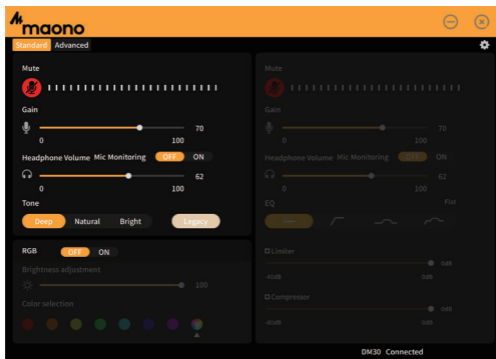 maono
Standard Advanced
Mute
Gain
70
0 100
Headphone Volume Mic Monitoring OFF ON
62
0 100
Tone
Deep Natural Bright Legacy
RGB OFF ON
Brightness adjustment
100
Color selection
Mute
Gain
70
0 100
Headphone Volume Mic Monitoring OFF ON
62
0 100
EQ Flat
Limiter
0dB
-40dB 0dB
Compressor
0dB
-40dB 0dB
DM30 Connected